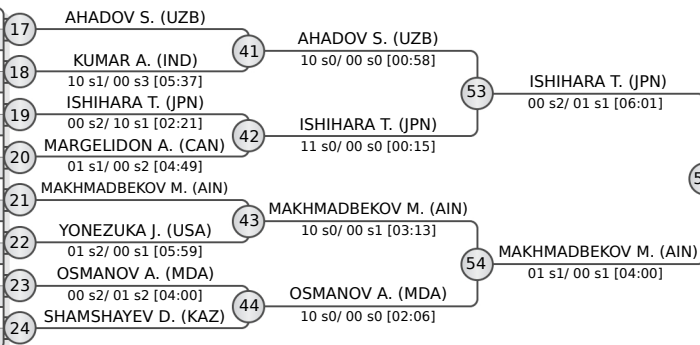 17
AHADOV S. (UZB)
18
KUMAR A. (IND)
10 s1/ 00 s3 [05:37]
19
ISHIHARA T. (JPN)
00 s2/ 10 s1 [02:21]
20
MARGELIDON A. (CAN)
01 s1/ 00 s2 [04:49]
21
MAKHMADBEKOV M. (AIN)
22
YONEZUKA J. (USA)
01 s2/ 00 s1 [05:59]
23
OSMANOV A. (MDA)
00 s2/ 01 s2 [04:00]
24
SHAMSHAYEV D. (KAZ)
41
AHADOV S. (UZB)
10 s0/ 00 s0 [00:58]
42
ISHIHARA T. (JPN)
11 s0/ 00 s0 [00:15]
43
MAKHMADBEKOV M. (AIN)
10 s0/ 00 s1 [03:13]
44
OSMANOV A. (MDA)
10 s0/ 00 s0 [02:06]
53
ISHIHARA T. (JPN)
00 s2/ 01 s1 [06:01]
54
MAKHMADBEKOV M. (AIN)
01 s1/ 00 s1 [04:00]